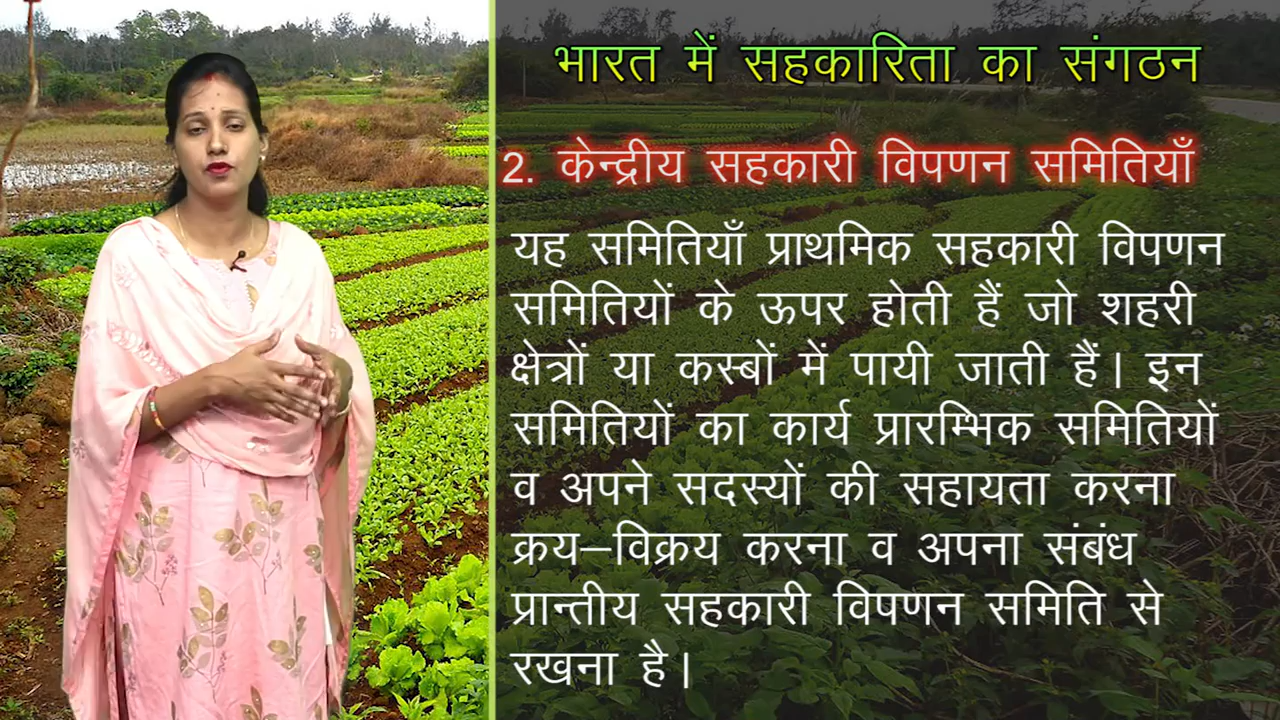 भारत में सहकारिता का संगठन
2. केन्द्रीय सहकारी विपणन समितियाँ
यह समितियाँ प्राथमिक सहकारी विपणन
समितियों के ऊपर होती हैं जो शहरी
क्षेत्रों या कस्बों में पायी जाती हैं। इन
समितियों का कार्य प्रारम्भिक समितियों
व अपने सदस्यों की सहायता करना
क्रय–विक्रय करना व अपना संबंध
प्रान्तीय सहकारी विपणन समिति से
रखना है।